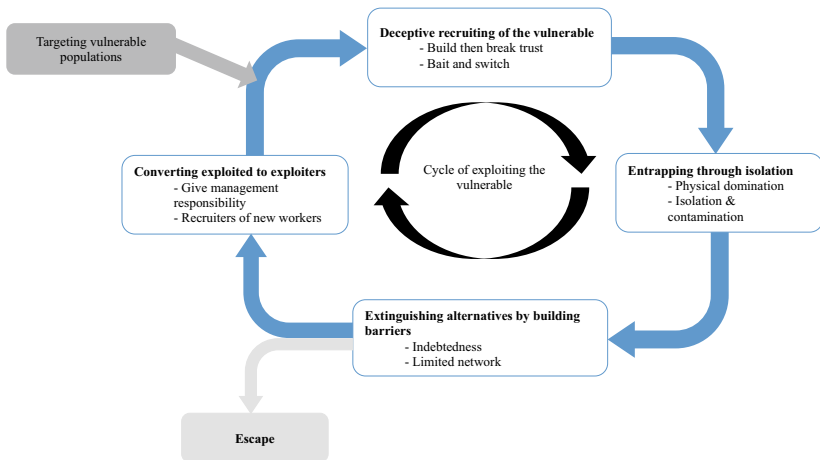 Targeting vulnerable
populations
Deceptive recruiting of the vulnerable
- Build then break trust
- Bait and switch
Converting exploited to exploiters
- Give management
responsibility
- Recruiters of new workers
Cycle of exploiting the
vulnerable
Entrapping through isolation
- Physical domination
- Isolation &
contamination
Extinguishing alternatives by building
barriers
- Indebtedness
- Limited network
Escape